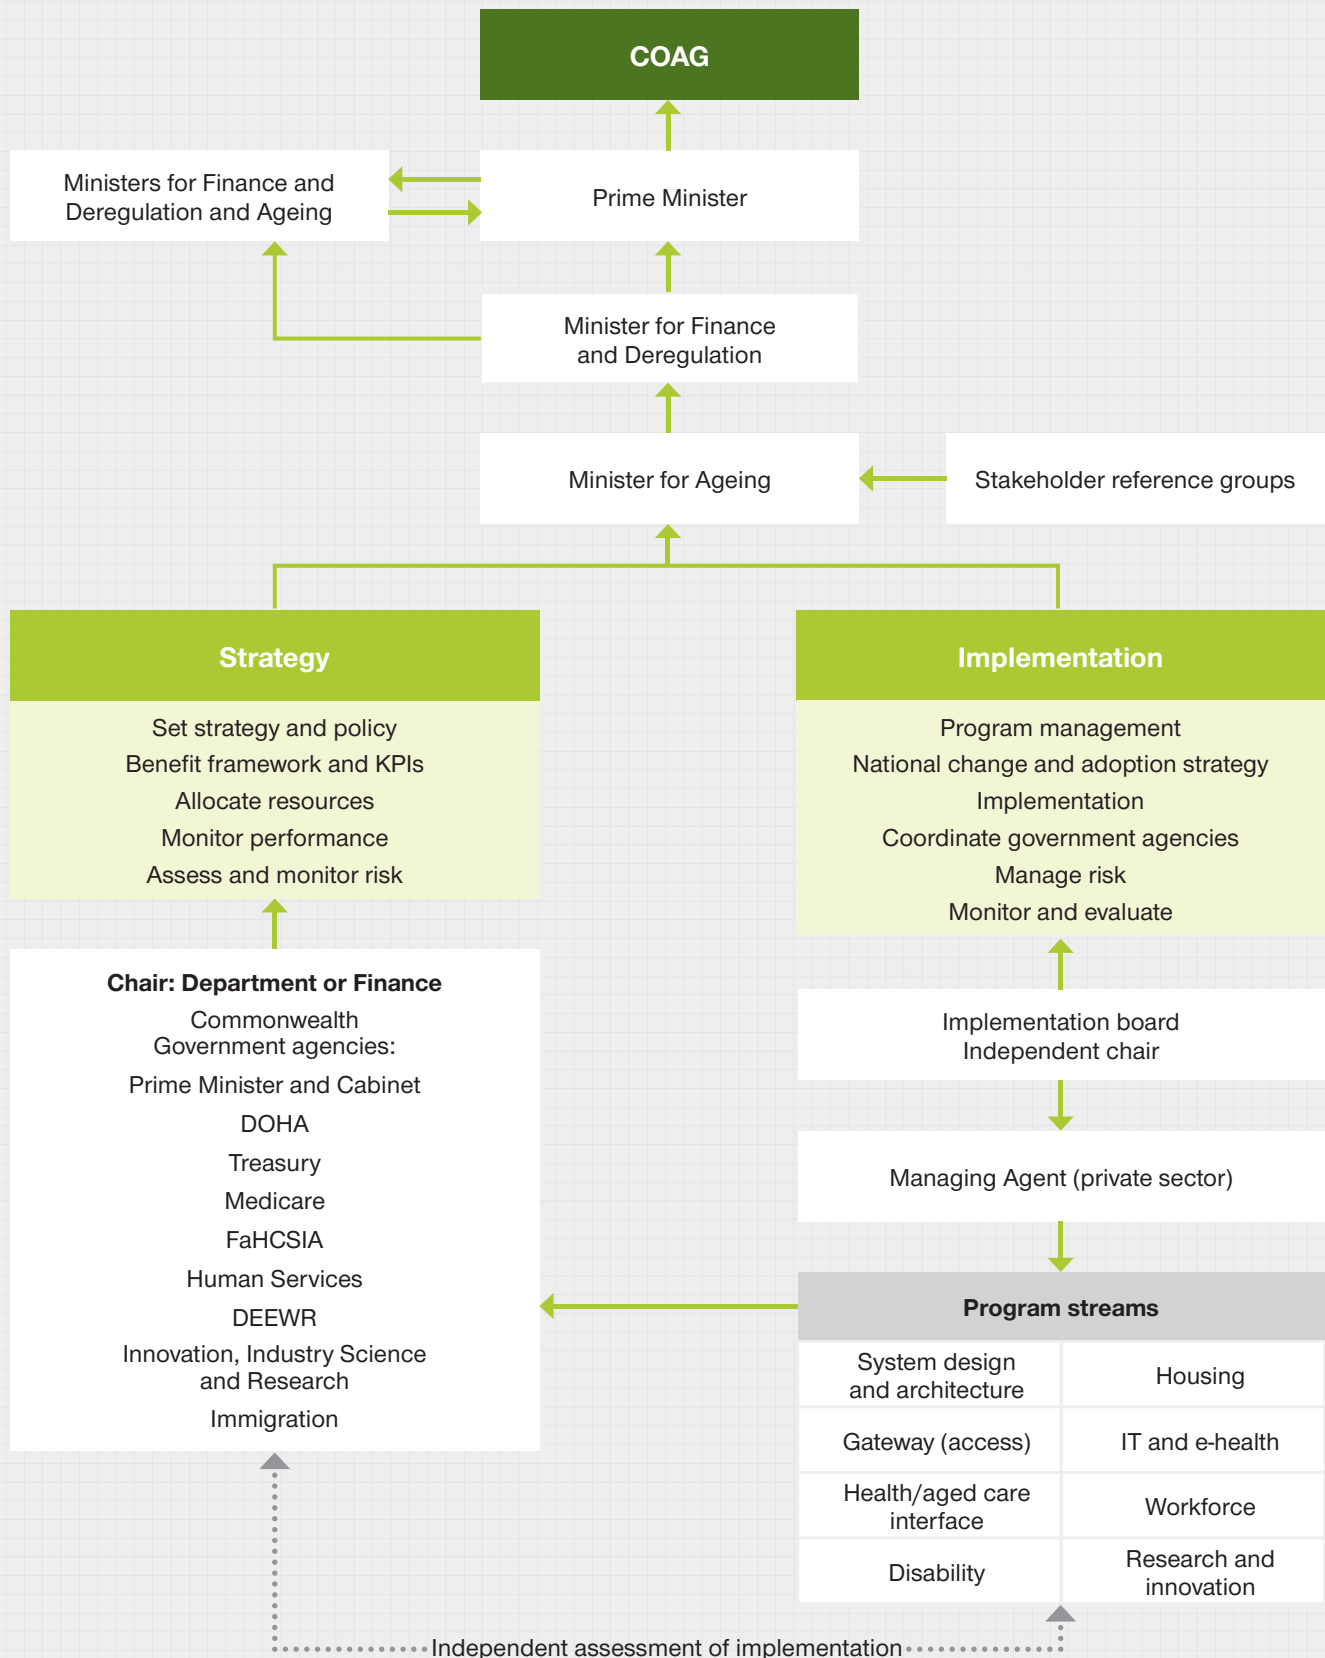 COAG
Ministers for Finance and
Deregulation and Ageing
Prime Minister
Minister for Finance
and Deregulation
Minister for Ageing
Stakeholder reference groups
Strategy
Set strategy and policy
Benefit framework and KPIs
Allocate resources
Monitor performance
Assess and monitor risk
Chair: Department or Finance
Commonwealth
Government agencies:
Prime Minister and Cabinet
DOHA
Treasury
Medicare
FaHCSIA
Human Services
DEEWR
Innovation, Industry Science
and Research
Immigration
Implementation
Program management
National change and adoption strategy
Implementation
Coordinate government agencies
Manage risk
Monitor and evaluate
Implementation board
Independent chair
Managing Agent (private sector)
Program streams
System design
and architecture
Housing
Gateway (access)
IT and e-health
Health/aged care
interface
Workforce
Disability
Research and
innovation
Independent assessment of implementation